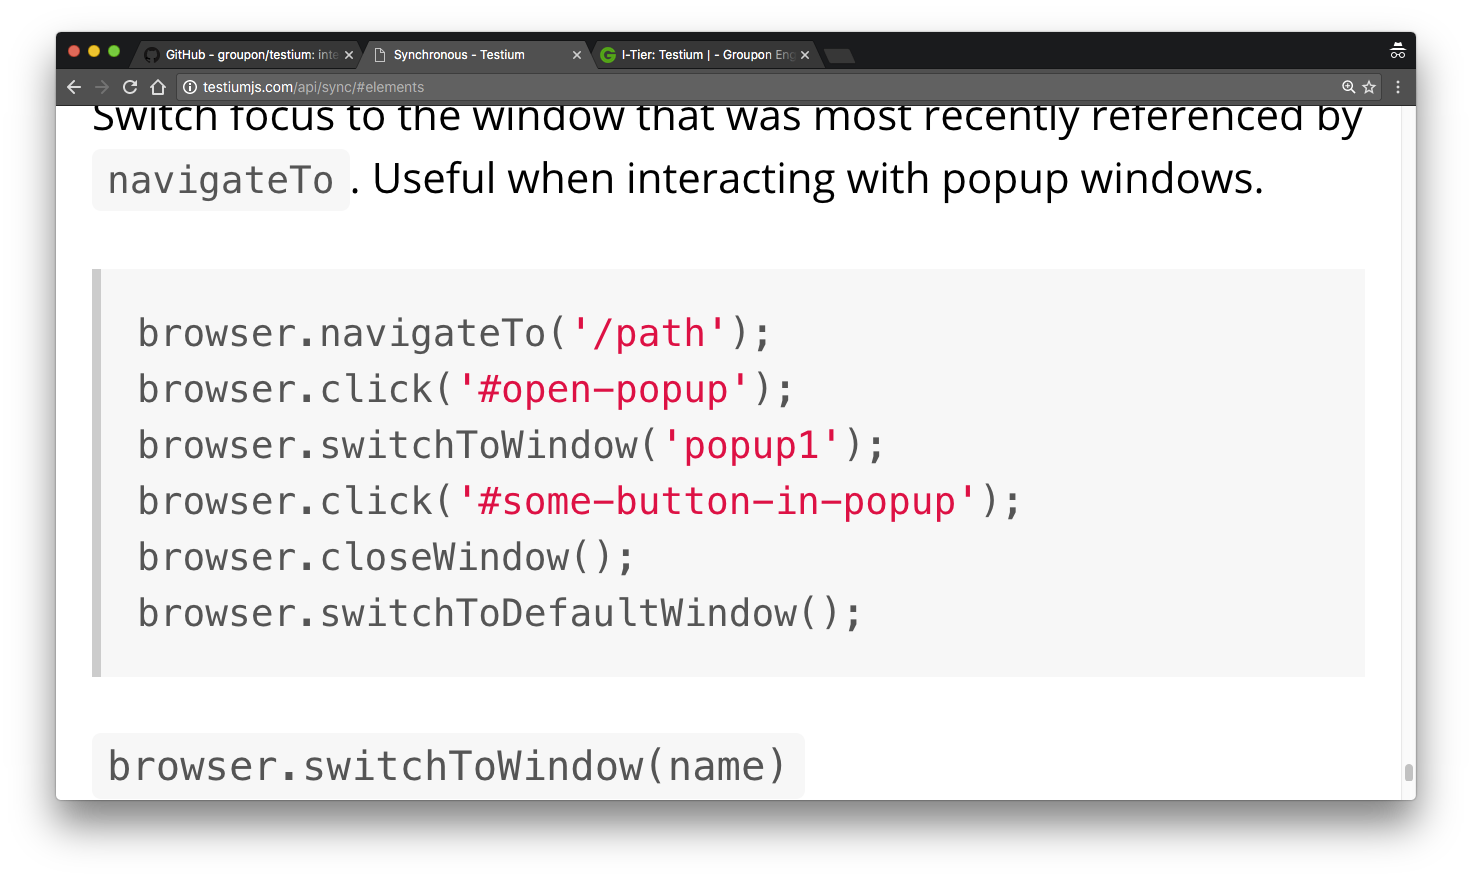 GitHub - groupon/testium: inte
Synchronous - Testium
I-Tier: Testium | - Groupon Eng
testiumjs.com/api/sync/#elements
Switch focus to the window that was most recently referenced by
navigateTo. Useful when interacting with popup windows.
browser.navigateTo('/path');
browser.click('#open-popup');
browser.switchToWindow('popup1');
browser.click('#some-button-in-popup');
browser.closeWindow();
browser.switchToDefaultWindow();
browser.switchToWindow(name)